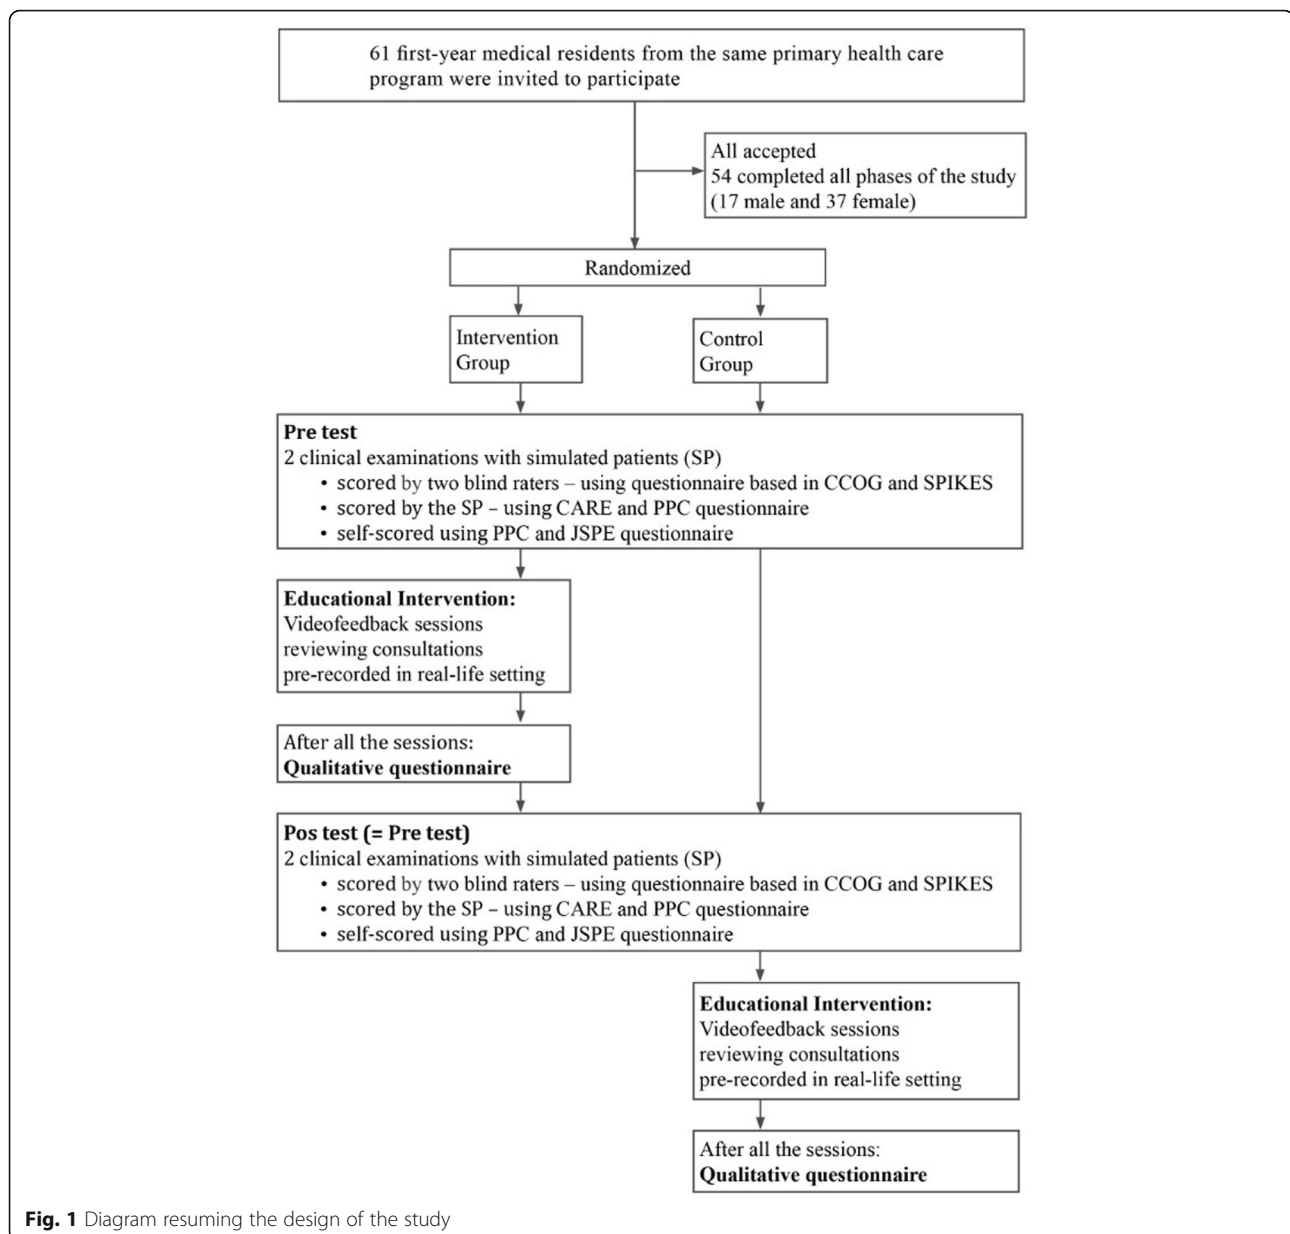 61 first-year medical residents from the same primary health care
program were invited to participate
All accepted
54 completed all phases of the study
(17 male and 37 female)
Randomized
Intervention
Group
Control
Group
Pre test
2 clinical examinations with simulated patients (SP)
• scored by two blind raters – using questionnaire based in CCOG and SPIKES
• scored by the SP – using CARE and PPC questionnaire
• self-scored using PPC and JSPE questionnaire
Educational Intervention:
Videofeedback sessions
reviewing consultations
pre-recorded in real-life setting
After all the sessions:
Qualitative questionnaire
Pos test (= Pre test)
2 clinical examinations with simulated patients (SP)
• scored by two blind raters – using questionnaire based in CCOG and SPIKES
• scored by the SP – using CARE and PPC questionnaire
• self-scored using PPC and JSPE questionnaire
Educational Intervention:
Videofeedback sessions
reviewing consultations
pre-recorded in real-life setting
After all the sessions:
Qualitative questionnaire
Fig. 1 Diagram resuming the design of the study